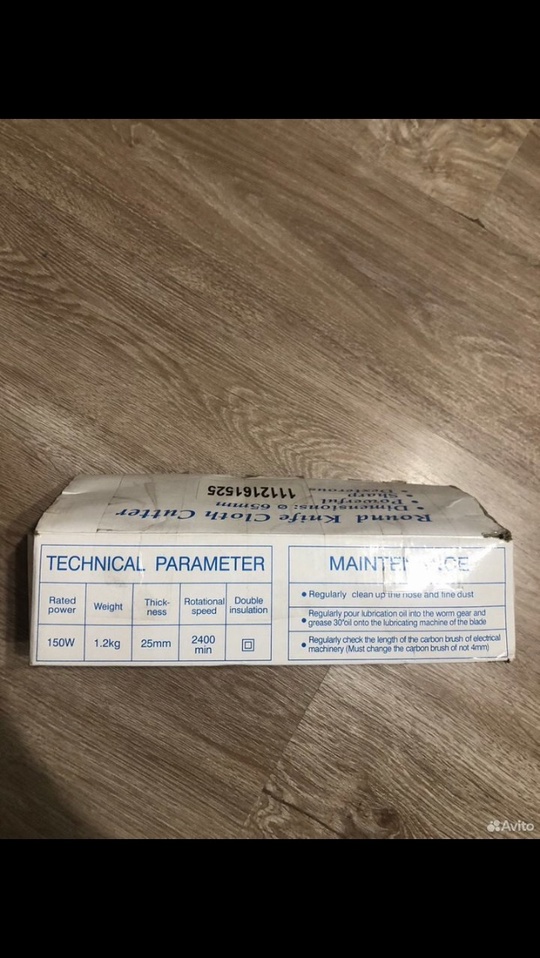 Round Knife Cloth Cutter
• Dimensions: ⌀ 65mm
• Powerful
• Sharp
Dexterous
1112161525
TECHNICAL PARAMETER
Rated power
Weight
Thick-ness
Rotational speed
Double insulation
150W
1.2kg
25mm
2400 min
MAINTE
CE
• Regularly clean up the nose and fine dust
• Regularly pour lubrication oil into the worm gear and
grease 30°oil onto the lubricating machine of the blade
• Regularly check the length of the carbon brush of electrical
machinery (Must change the carbon brush of not 4mm)
Avito